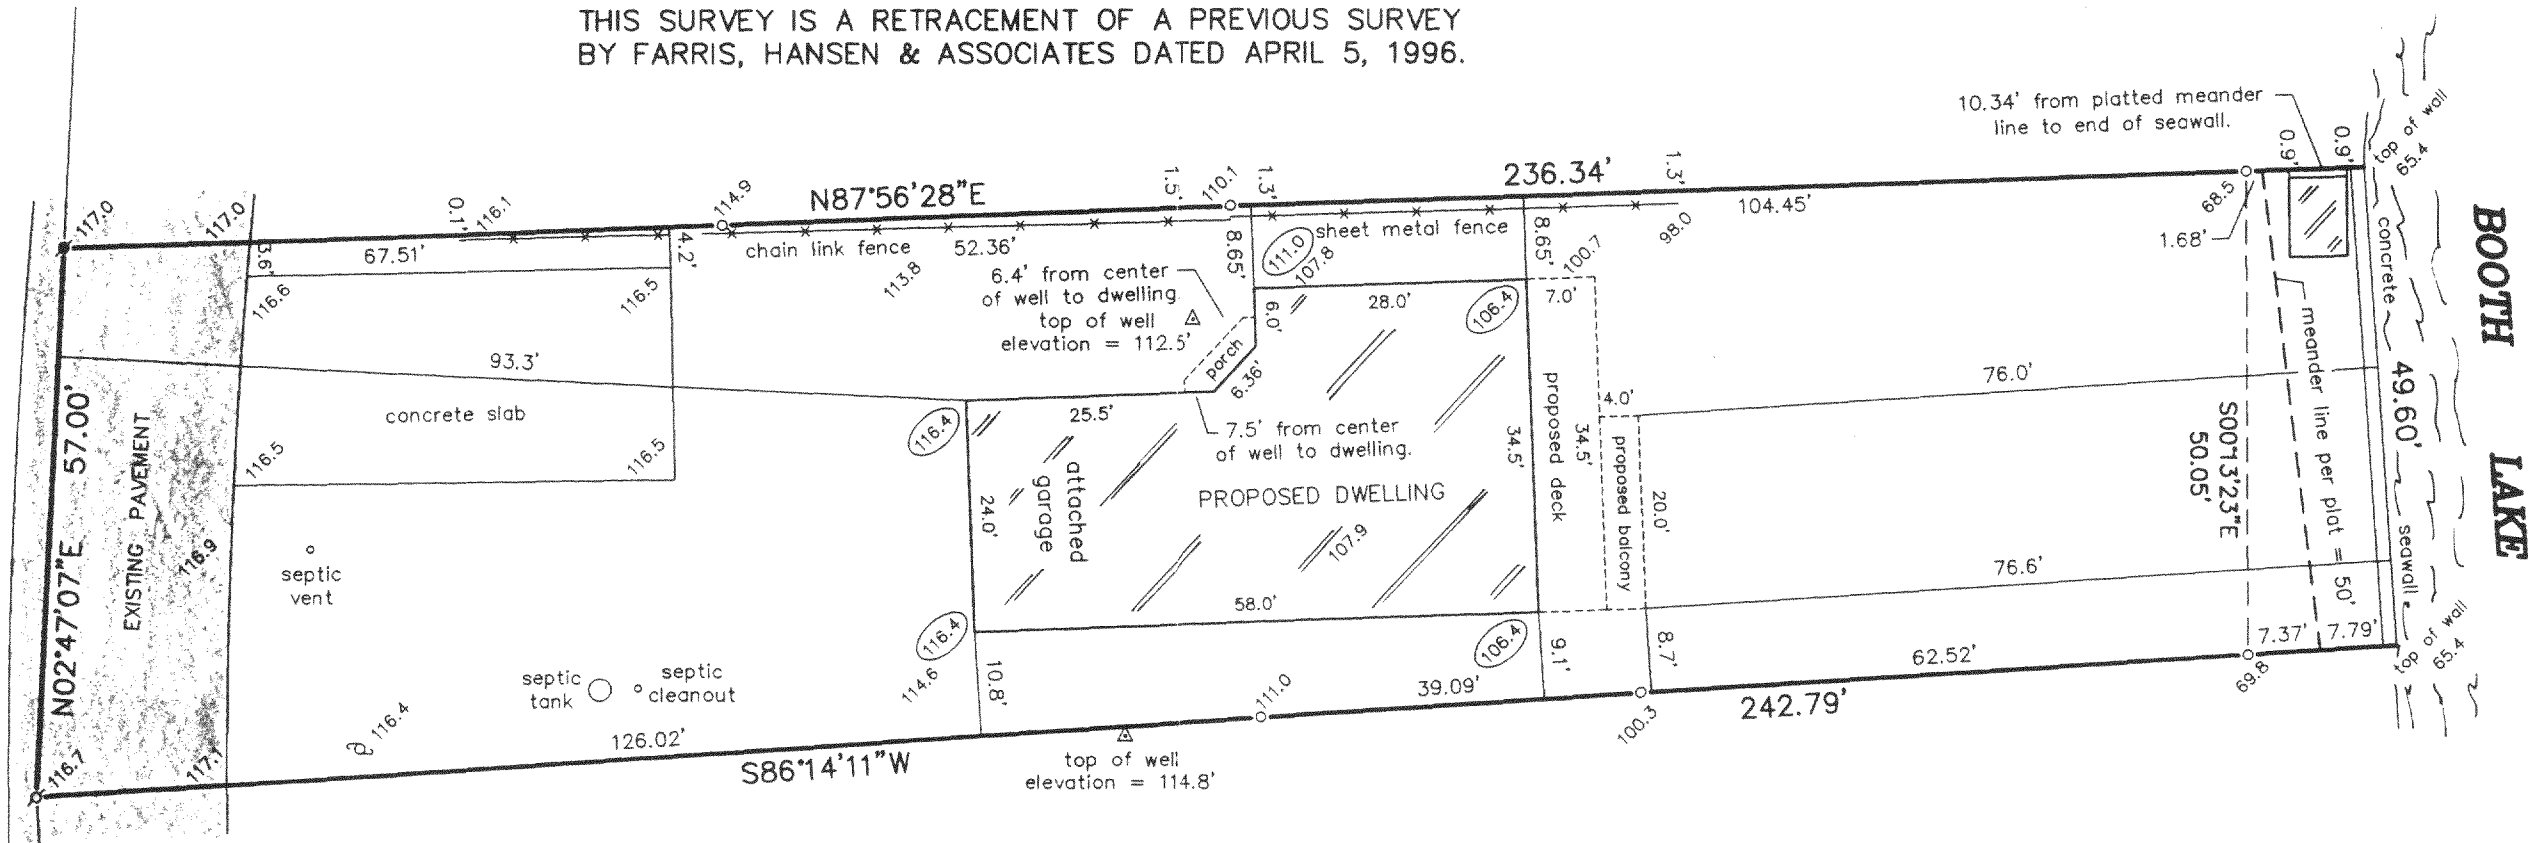 THIS SURVEY IS A RETRACEMENT OF A PREVIOUS SURVEY
BY FARRIS, HANSEN & ASSOCIATES DATED APRIL 5, 1996.
10.34' from platted meander
line to end of seawall.
0.9'
0.9'
top of wall
65.4
236.34'
N87°56'28"E
117.0
117.0
0.1'
116.1
114.9
1.5'
110.1
1.3'
1.3'
104.45'
68.5
1.68'
67.51'
3.6'
4.2'
chain link fence
52.36'
8.65'
sheet metal fence
8.65'
100.7
98.0
111.0
107.8
116.6
116.5
113.8
6.4' from center
of well to dwelling.
top of well
elevation = 112.5'
6.0'
28.0'
106.4
7.0'
porch
6.36'
93.3'
concrete slab
116.5
116.5
116.4
25.5'
7.5' from center
of well to dwelling.
4.0'
76.0'
concrete
49.60'
seawall
BOOTH LAKE
meander line per plat = 50'
S00°13'23"E
50.05'
N02°47'07"E 57.00'
EXISTING PAVEMENT
116.9
septic
vent
24.0'
attached
garage
PROPOSED DWELLING
107.9
34.5'
proposed deck
34.5'
proposed balcony
20.0'
76.6'
58.0'
116.4
106.4
septic
tank
septic
cleanout
114.6
10.8'
111.0
39.09'
9.1'
8.7'
62.52'
7.37'
7.79'
top of wall
65.4
69.8
116.4
116.7
117.1
126.02'
S86°14'11"W
top of well
elevation = 114.8'
100.3
242.79'